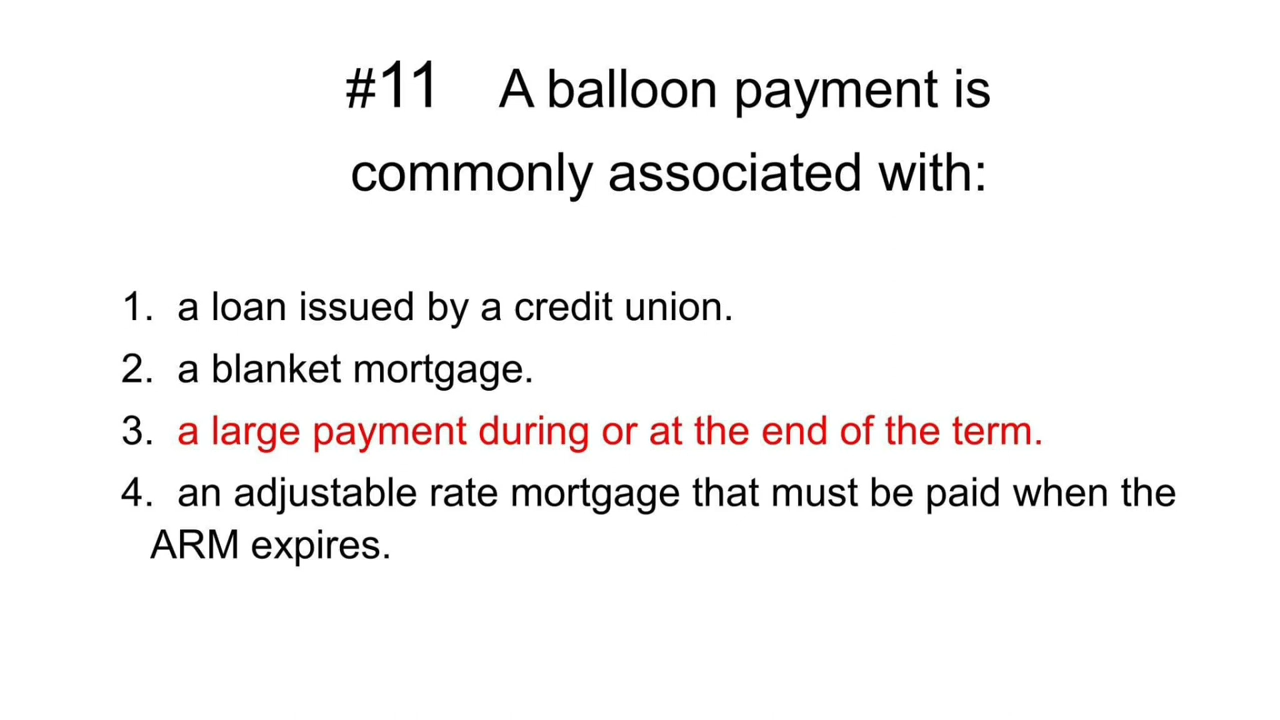 #11 A balloon payment is
commonly associated with:
1. a loan issued by a credit union.
2. a blanket mortgage.
3. a large payment during or at the end of the term.
4. an adjustable rate mortgage that must be paid when the
ARM expires.